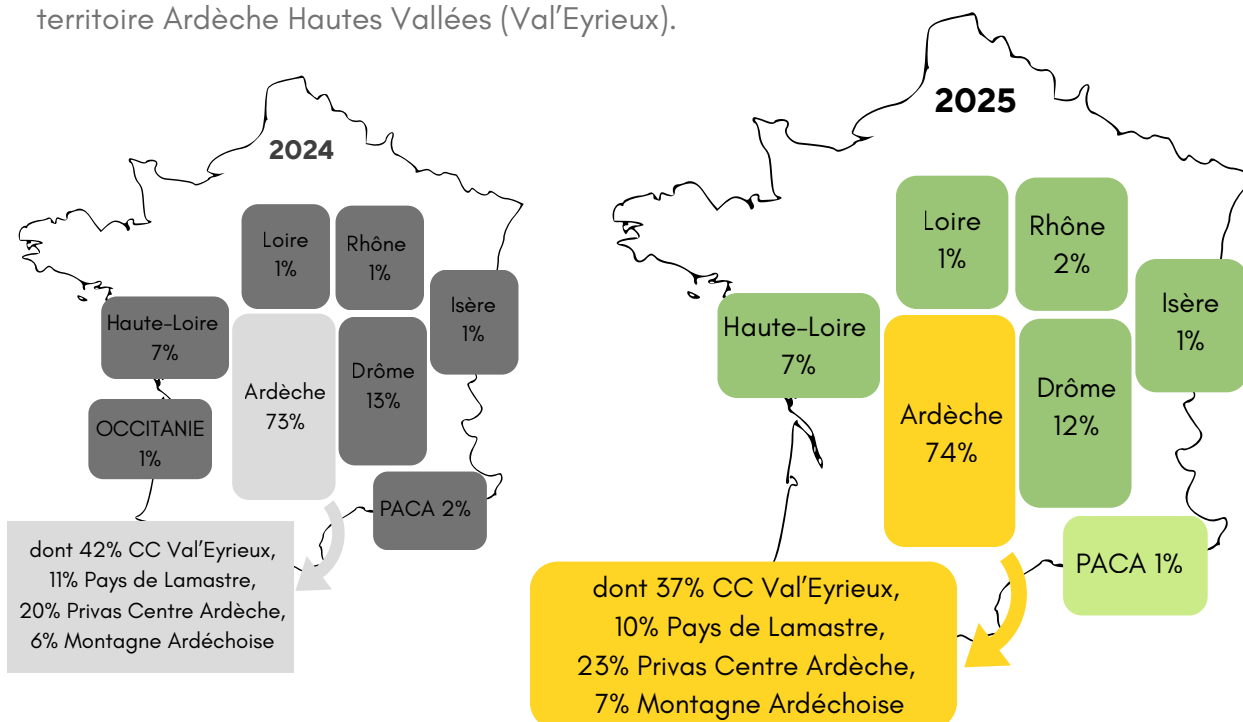 territoire Ardèche Hautes Vallées (Val'Eyrieux).
2024
Loire
1%
Rhône
1%
Isère
1%
Haute-Loire
7%
Ardèche
73%
Drôme
13%
OCCITANIE
1%
PACA 2%
dont 42% CC Val'Eyrieux,
11% Pays de Lamastre,
20% Privas Centre Ardèche,
6% Montagne Ardéchoise
2025
Loire
1%
Rhône
2%
Isère
1%
Haute-Loire
7%
Ardèche
74%
Drôme
12%
PACA 1%
dont 37% CC Val'Eyrieux,
10% Pays de Lamastre,
23% Privas Centre Ardèche,
7% Montagne Ardéchoise